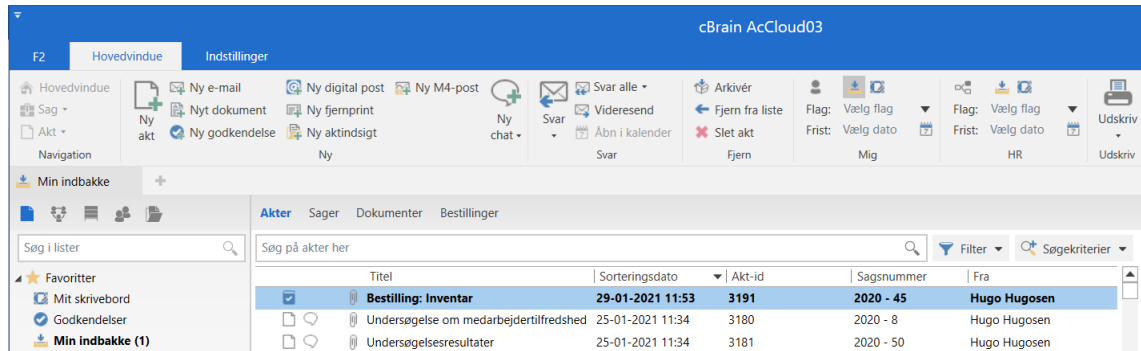 cBrain AcCloud03
F2 Hovedvindue Indstillinger
Hovedvindue Ny e-mail Ny digital post Ny M4-post Svar alle Arkivér
Sag Nyt dokument Ny fjernprint Videresend Fjern fra liste Flag: Vælg flag Flag: Vælg flag
Akt Ny akt Ny godkendelse Ny aktindsigt Ny chat Svar Åbn i kalender Slet akt Frist: Vælg dato Frist: Vælg dato Udskriv
Navigation Ny Svar Fjern Mig HR Udskriv
Min indbakke
Akter Sager Dokumenter Bestillinger
Søg i lister Søg på akter her Filter Søgekriterier
Favoritter Titel Sorteringsdato Akt-id Sagsnummer Fra
Mit skrivebord Bestilling: Inventar 29-01-2021 11:53 3191 2020 - 45 Hugo Hugosen
Godkendelser Undersøgelse om medarbejdertilfredshed 25-01-2021 11:34 3180 2020 - 8 Hugo Hugosen
Min indbakke (1) Undersøgelsesresultater 25-01-2021 11:34 3181 2020 - 50 Hugo Hugosen